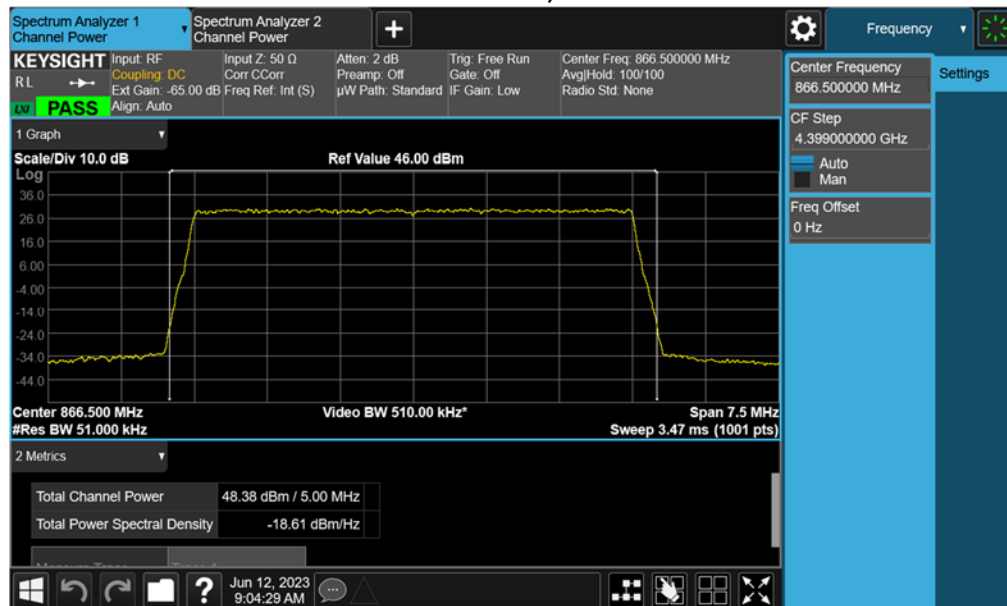 Spectrum Analyzer 1
Channel Power
Spectrum Analyzer 2
Channel Power
Frequency
KEYSIGHT
RL
LXI
PASS
Input: RF
Coupling: DC
Ext Gain: -65.00 dB
Align: Auto
Input Z: 50 Ω
Corr CCorr
Freq Ref: Int (S)
Atten: 2 dB
Preamp: Off
µW Path: Standard
Trig: Free Run
Gate: Off
IF Gain: Low
Center Freq: 866.500000 MHz
Avg|Hold: 100/100
Radio Std: None
Center Frequency
866.500000 MHz
Settings
CF Step
4.399000000 GHz
Auto
Man
Freq Offset
0 Hz
1 Graph
Scale/Div 10.0 dB
Ref Value 46.00 dBm
Log
36.0
26.0
16.0
6.00
-4.00
-14.0
-24.0
-34.0
-44.0
Center 866.500 MHz
Video BW 510.00 kHz*
Span 7.5 MHz
#Res BW 51.000 kHz
Sweep 3.47 ms (1001 pts)
2 Metrics
Total Channel Power
48.38 dBm / 5.00 MHz
Total Power Spectral Density
-18.61 dBm/Hz
?
Jun 12, 2023
9:04:29 AM